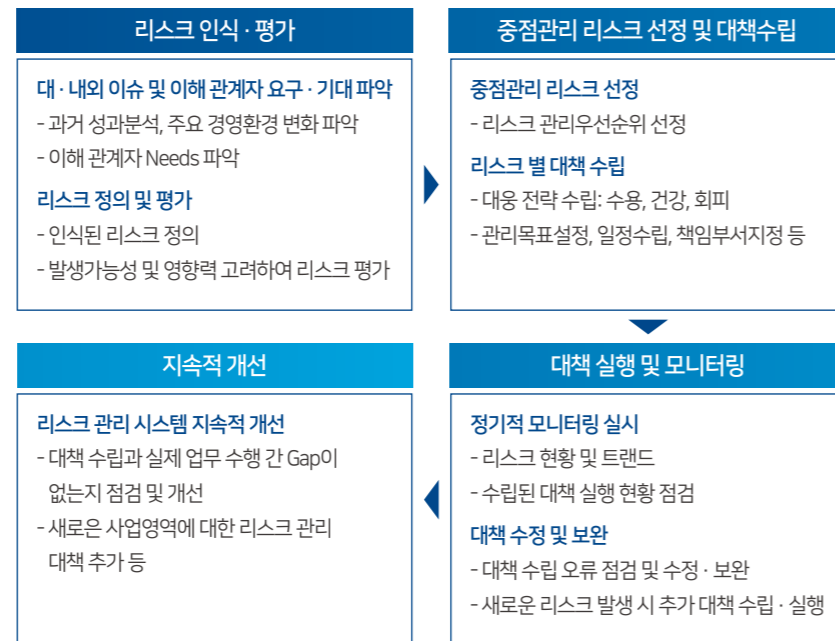 리스크 인식 · 평가
대 · 내외 이슈 및 이해 관계자 요구 · 기대 파악
- 과거 성과분석, 주요 경영환경 변화 파악
- 이해 관계자 Needs 파악
리스크 정의 및 평가
- 인식된 리스크 정의
- 발생가능성 및 영향력 고려하여 리스크 평가
중점관리 리스크 선정 및 대책수립
중점관리 리스크 선정
- 리스크 관리우선순위 선정
리스크 별 대책 수립
- 대웅 전략 수립: 수용, 건강, 회피
- 관리목표설정, 일정수립, 책임부서지정 등
대책 실행 및 모니터링
정기적 모니터링 실시
- 리스크 현황 및 트랜드
- 수립된 대책 실행 현황 점검
대책 수정 및 보완
- 대책 수립 오류 점검 및 수정 · 보완
- 새로운 리스크 발생 시 추가 대책 수립 · 실행
지속적 개선
리스크 관리 시스템 지속적 개선
- 대책 수립과 실제 업무 수행 간 Gap이
없는지 점검 및 개선
- 새로은 사업영역에 대한 리스크 관리
대책 추가 등